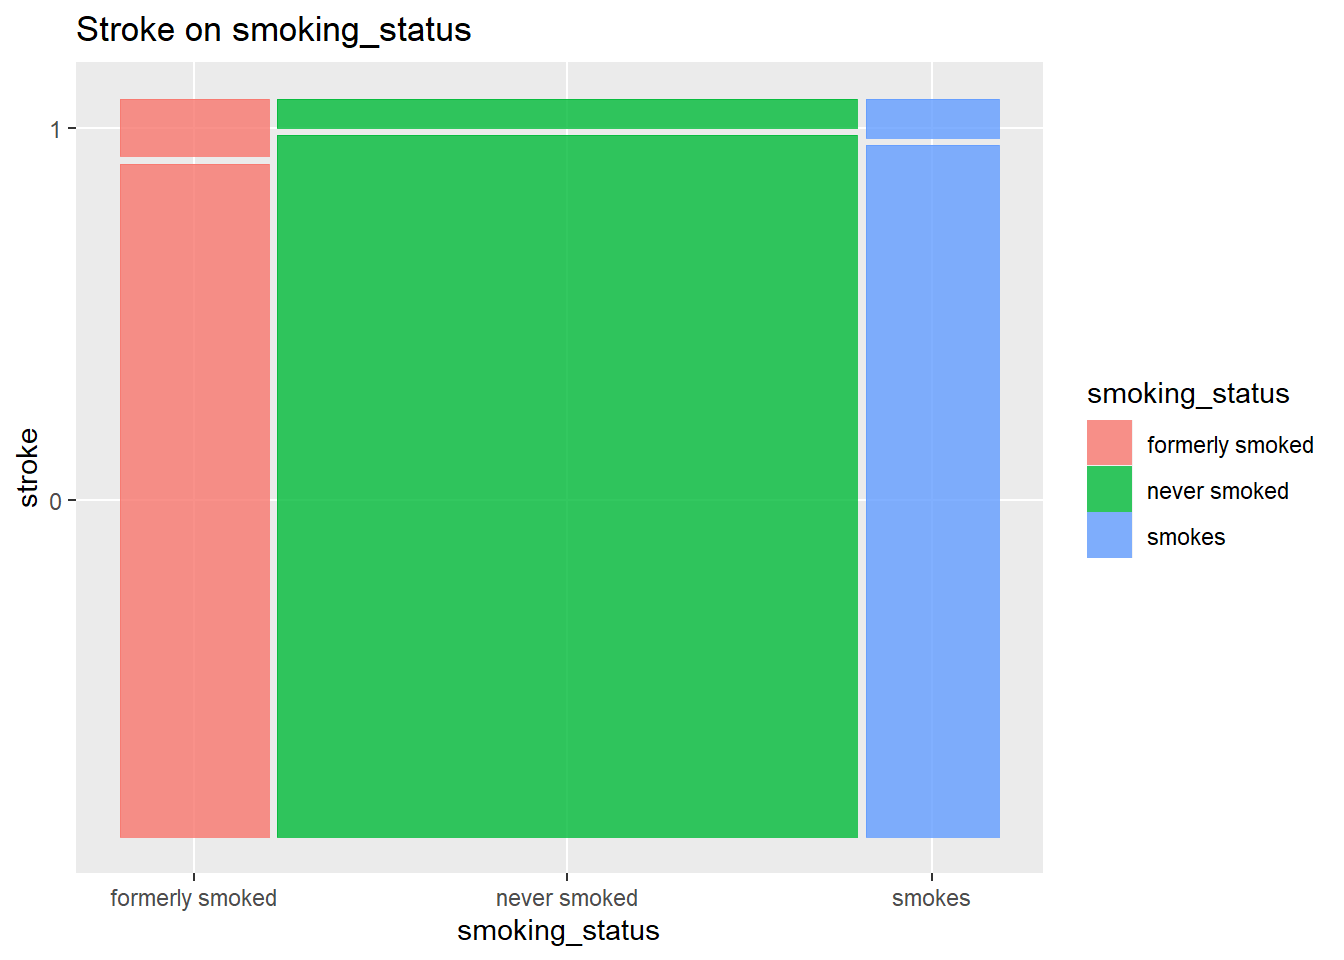 Stroke on smoking_status
1
0
stroke
formerly smoked
never smoked
smokes
smoking_status
smoking_status
formerly smoked
never smoked
smokes